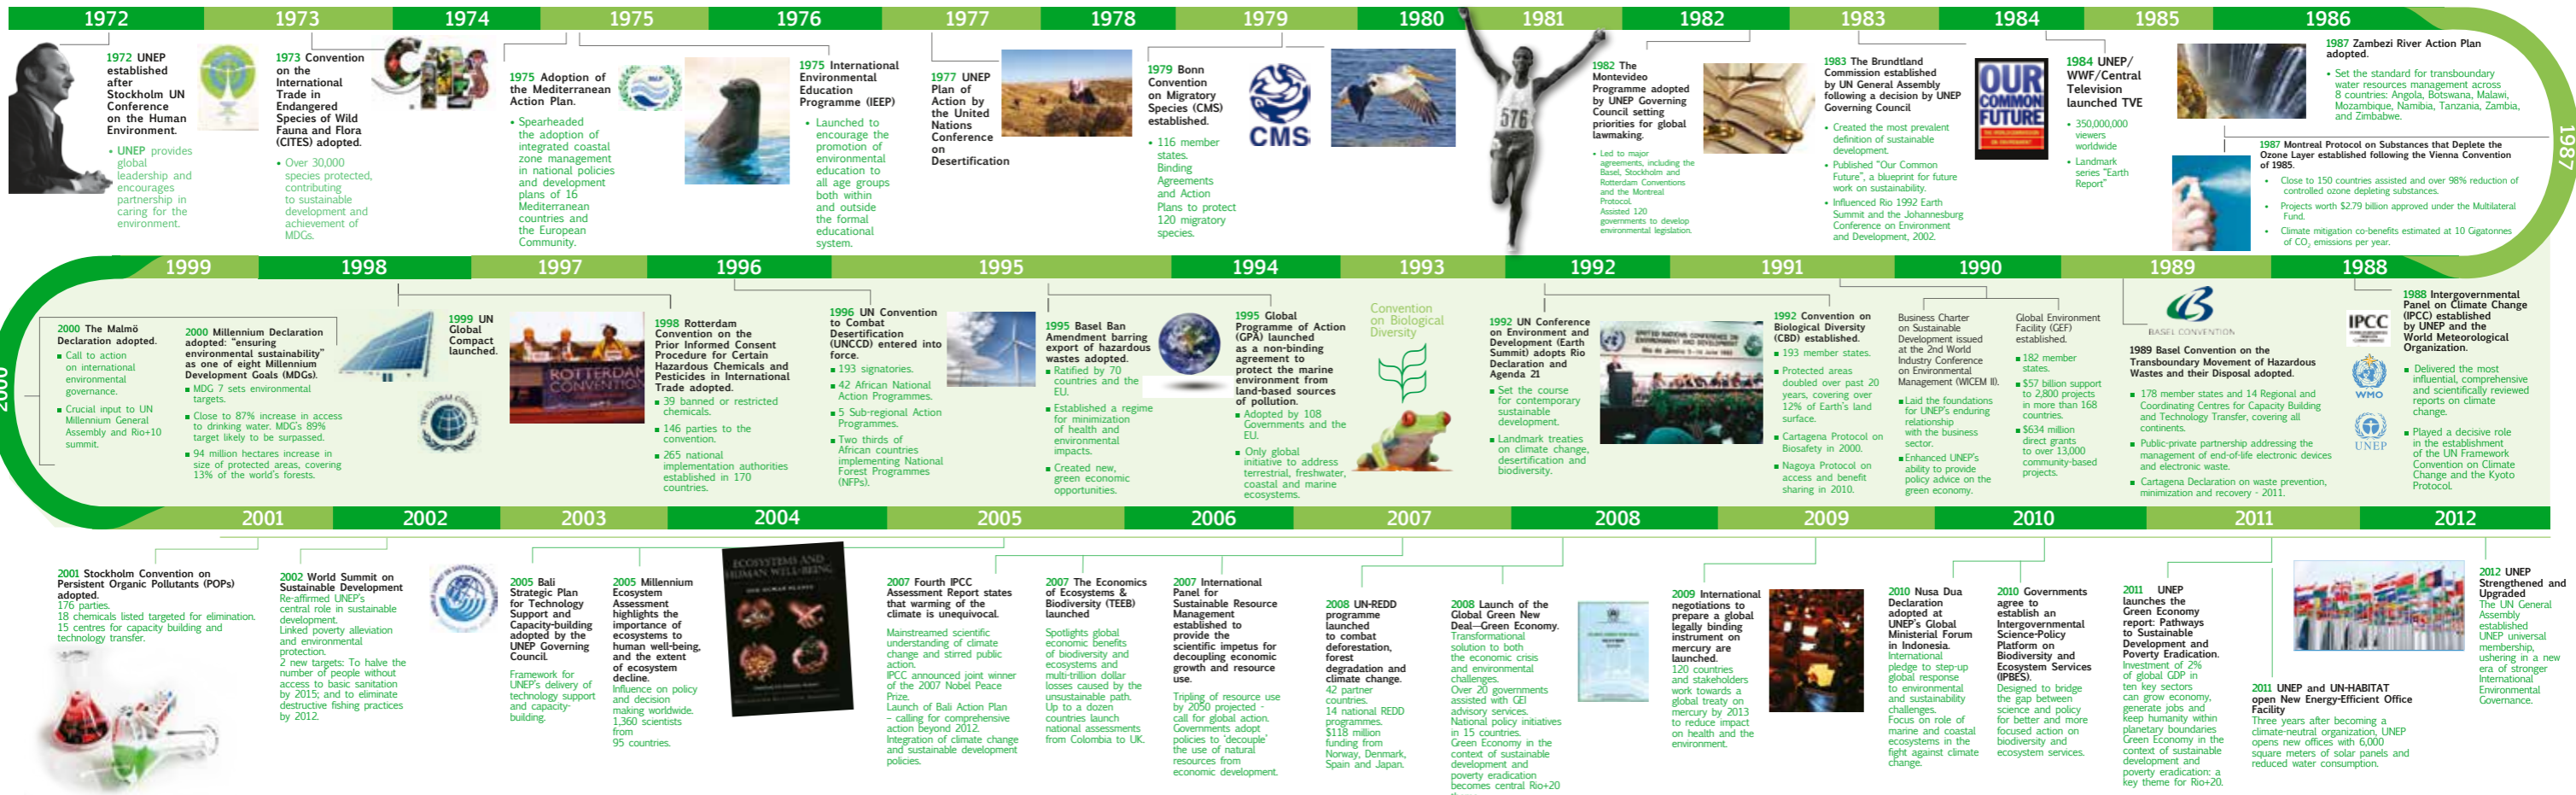 1972
1973
1974
1975
1976
1977
1978
1979
1980
1981
1982
1983
1984
1985
1986
1987
1972 UNEP
established
after
Stockholm UN
Conference
on the Human
Environment.
• UNEP provides
global
leadership and
encourages
partnership in
caring for the
environment.
1973 Convention
on the
International
Trade in
Endangered
Species of Wild
Fauna and Flora
(CITES) adopted.
• Over 30,000
species protected,
contributing
to sustainable
development and
achievement of
MDGs.
CITES
1975 Adoption of
the Mediterranean
Action Plan.
• Spearheaded
the adoption of
integrated coastal
zone management
in national policies
and development
plans of 16
Mediterranean
countries and
the European
Community.
1975 International
Environmental
Education
Programme (IEEP)
• Launched to
encourage the
promotion of
environmental
education to
all age groups
both within
and outside
the formal
educational
system.
1977 UNEP
Plan of
Action by
the United
Nations
Conference
on
Desertification
1979 Bonn
Convention
on Migratory
Species (CMS)
established.
• 116 member
states.
Binding
Agreements
and Action
Plans to protect
120 migratory
species.
CMS
576
1982 The
Montevideo
Programme adopted
by UNEP Governing
Council setting
priorities for global
lawmaking.
• Led to major
agreements, including the
Basel, Stockholm and
Rotterdam Conventions
and the Montreal
Protocol.
Assisted 120
governments to develop
environmental legislation.
1983 The Brundtland
Commission established
by UN General Assembly
following a decision by UNEP
Governing Council
• Created the most prevalent
definition of sustainable
development.
• Published "Our Common
Future", a blueprint for future
work on sustainability.
• Influenced Rio 1992 Earth
Summit and the Johannesburg
Conference on Environment
and Development, 2002.
OUR
COMMON
FUTURE
1984 UNEP/
WWF/Central
Television
launched TVE
• 350,000,000
viewers
worldwide
• Landmark
series "Earth
Report"
1987 Zambezi River Action Plan
adopted.
• Set the standard for transboundary
water resources management across
8 countries: Angola, Botswana, Malawi,
Mozambique, Namibia, Tanzania, Zambia,
and Zimbabwe.
1987 Montreal Protocol on Substances that Deplete the
Ozone Layer established following the Vienna Convention
of 1985.
• Close to 150 countries assisted and over 98% reduction of
controlled ozone depleting substances.
• Projects worth $2.79 billion approved under the Multilateral
Fund.
• Climate mitigation co-benefits estimated at 10 Gigatonnes
of CO2 emissions per year.
1999
1998
1997
1996
1995
1994
1993
1992
1991
1990
1989
1988
2000
2000 The Malmö
Declaration adopted.
▪ Call to action
on international
environmental
governance.
▪ Crucial input to UN
Millennium General
Assembly and Rio+10
summit.
2000 Millennium Declaration
adopted: "ensuring
environmental sustainability"
as one of eight Millennium
Development Goals (MDGs).
▪ MDG 7 sets environmental
targets.
▪ Close to 87% increase in access
to drinking water. MDG's 89%
target likely to be surpassed.
▪ 94 million hectares increase in
size of protected areas, covering
13% of the world's forests.
1999 UN
Global
Compact
launched.
THE GLOBAL COMPACT
ROTTERDAM
CONVENTION
1998 Rotterdam
Convention on the
Prior Informed Consent
Procedure for Certain
Hazardous Chemicals and
Pesticides in International
Trade adopted.
▪ 39 banned or restricted
chemicals.
▪ 146 parties to the
convention.
▪ 265 national
implementation authorities
established in 170
countries.
1996 UN Convention
to Combat
Desertification
(UNCCD) entered into
force.
▪ 193 signatories.
▪ 42 African National
Action Programmes.
▪ 5 Sub-regional Action
Programmes.
▪ Two thirds of
African countries
implementing National
Forest Programmes
(NFPs).
1995 Basel Ban
Amendment barring
export of hazardous
wastes adopted.
▪ Ratified by 70
countries and the
EU.
▪ Established a regime
for minimization
of health and
environmental
impacts.
▪ Created new,
green economic
opportunities.
1995 Global
Programme of Action
(GPA) launched
as a non-binding
agreement to
protect the marine
environment from
land-based sources
of pollution.
▪ Adopted by 108
Governments and the
EU.
▪ Only global
initiative to address
terrestrial, freshwater,
coastal and marine
ecosystems.
Convention
on Biological
Diversity
1992 UN Conference
on Environment and
Development (Earth
Summit) adopts Rio
Declaration and
Agenda 21
▪ Set the course
for contemporary
sustainable
development.
▪ Landmark treaties
on climate change,
desertification and
biodiversity.
UNITED NATIONS CONFERENCE
ENVIRONMENT AND DEVELOPMENT
Rio de Janeiro 3-14 June 1992
1992 Convention on
Biological Diversity
(CBD) established.
▪ 193 member states.
▪ Protected areas
doubled over past 20
years, covering over
12% of Earth's land
surface.
▪ Cartagena Protocol on
Biosafety in 2000.
▪ Nagoya Protocol on
access and benefit
sharing in 2010.
Business Charter
on Sustainable
Development issued
at the 2nd World
Industry Conference
on Environmental
Management (WICEM II).
▪ Laid the foundations
for UNEP's enduring
relationship
with the business
sector.
▪ Enhanced UNEP's
ability to provide
policy advice on the
green economy.
Global Environment
Facility (GEF)
established.
▪ 182 member
states.
▪ $57 billion support
to 2,800 projects
in more than 168
countries.
▪ $634 million
direct grants
to over 13,000
community-based
projects.
BASEL CONVENTION
1989 Basel Convention on the
Transboundary Movement of Hazardous
Wastes and their Disposal adopted.
▪ 178 member states and 14 Regional and
Coordinating Centres for Capacity Building
and Technology Transfer, covering all
continents.
▪ Public-private partnership addressing the
management of end-of-life electronic devices
and electronic waste.
▪ Cartagena Declaration on waste prevention,
minimization and recovery - 2011.
IPCC
WMO
UNEP
1988 Intergovernmental
Panel on Climate Change
(IPCC) established
by UNEP and the
World Meteorological
Organization.
▪ Delivered the most
influential, comprehensive
and scientifically reviewed
reports on climate
change.
▪ Played a decisive role
in the establishment
of the UN Framework
Convention on Climate
Change and the Kyoto
Protocol.
2001
2002
2003
2004
2005
2006
2007
2008
2009
2010
2011
2012
2001 Stockholm Convention on
Persistent Organic Pollutants (POPs)
adopted.
176 parties.
18 chemicals listed targeted for elimination.
15 centres for capacity building and
technology transfer.
2002 World Summit on
Sustainable Development
Re-affirmed UNEP's
central role in sustainable
development.
Linked poverty alleviation
and environmental
protection.
2 new targets: To halve the
number of people without
access to basic sanitation
by 2015; and to eliminate
destructive fishing practices
by 2012.
2005 Bali
Strategic Plan
for Technology
Support and
Capacity-building
adopted by the
UNEP Governing
Council.
Framework for
UNEP's delivery of
technology support
and capacity-
building.
2005 Millennium
Ecosystem
Assessment
highlights the
importance of
ecosystems to
human well-being,
and the extent
of ecosystem
decline.
Influence on policy
and decision
making worldwide.
1,360 scientists
from
95 countries.
ECOSYSTEMS AND
HUMAN WELL-BEING
2007 Fourth IPCC
Assessment Report states
that warming of the
climate is unequivocal.
Mainstreamed scientific
understanding of climate
change and stirred public
action.
IPCC announced joint winner
of the 2007 Nobel Peace
Prize.
Launch of Bali Action Plan
– calling for comprehensive
action beyond 2012.
Integration of climate change
and sustainable development
policies.
2007 The Economics
of Ecosystems &
Biodiversity (TEEB)
launched
Spotlights global
economic benefits
of biodiversity and
ecosystems and
multi-trillion dollar
losses caused by the
unsustainable path.
Up to a dozen
countries launch
national assessments
from Colombia to UK.
2007 International
Panel for
Sustainable Resource
Management
established to
provide the
scientific impetus for
decoupling economic
growth and resource
use.
Tripling of resource use
by 2050 projected -
call for global action.
Governments adopt
policies to 'decouple'
the use of natural
resources from
economic development.
2008 UN-REDD
programme
launched
to combat
deforestation,
forest
degradation and
climate change.
42 partner
countries.
14 national REDD
programmes.
$118 million
funding from
Norway, Denmark,
Spain and Japan.
2008 Launch of the
Global Green New
Deal—Green Economy.
Transformational
solution to both
the economic crisis
and environmental
challenges.
Over 20 governments
assisted with GEI
advisory services.
National policy initiatives
in 15 countries.
Green Economy in the
context of sustainable
development and
poverty eradication
becomes central Rio+20
2009 International
negotiations to
prepare a global
legally binding
instrument on
mercury are
launched.
120 countries
and stakeholders
work towards a
global treaty on
mercury by 2013
to reduce impact
on health and the
environment.
2010 Nusa Dua
Declaration
adopted at
UNEP's Global
Ministerial Forum
in Indonesia.
International
pledge to step-up
global response
to environmental
and sustainability
challenges.
Focus on role of
marine and coastal
ecosystems in the
fight against climate
change.
2010 Governments
agree to
establish an
Intergovernmental
Science-Policy
Platform on
Biodiversity and
Ecosystem Services
(IPBES).
Designed to bridge
the gap between
science and policy
for better and more
focused action on
biodiversity and
ecosystem services.
2011 UNEP
launches the
Green Economy
report: Pathways
to Sustainable
Development and
Poverty Eradication.
Investment of 2%
of global GDP in
ten key sectors
can grow economy,
generate jobs and
keep humanity within
planetary boundaries
Green Economy in the
context of sustainable
development and
poverty eradication: a
key theme for Rio+20.
2011 UNEP and UN-HABITAT
open New Energy-Efficient Office
Facility
Three years after becoming a
climate-neutral organization, UNEP
opens new offices with 6,000
square meters of solar panels and
reduced water consumption.
2012 UNEP
Strengthened and
Upgraded
The UN General
Assembly
established
UNEP universal
membership,
ushering in a new
era of stronger
International
Environmental
Governance.